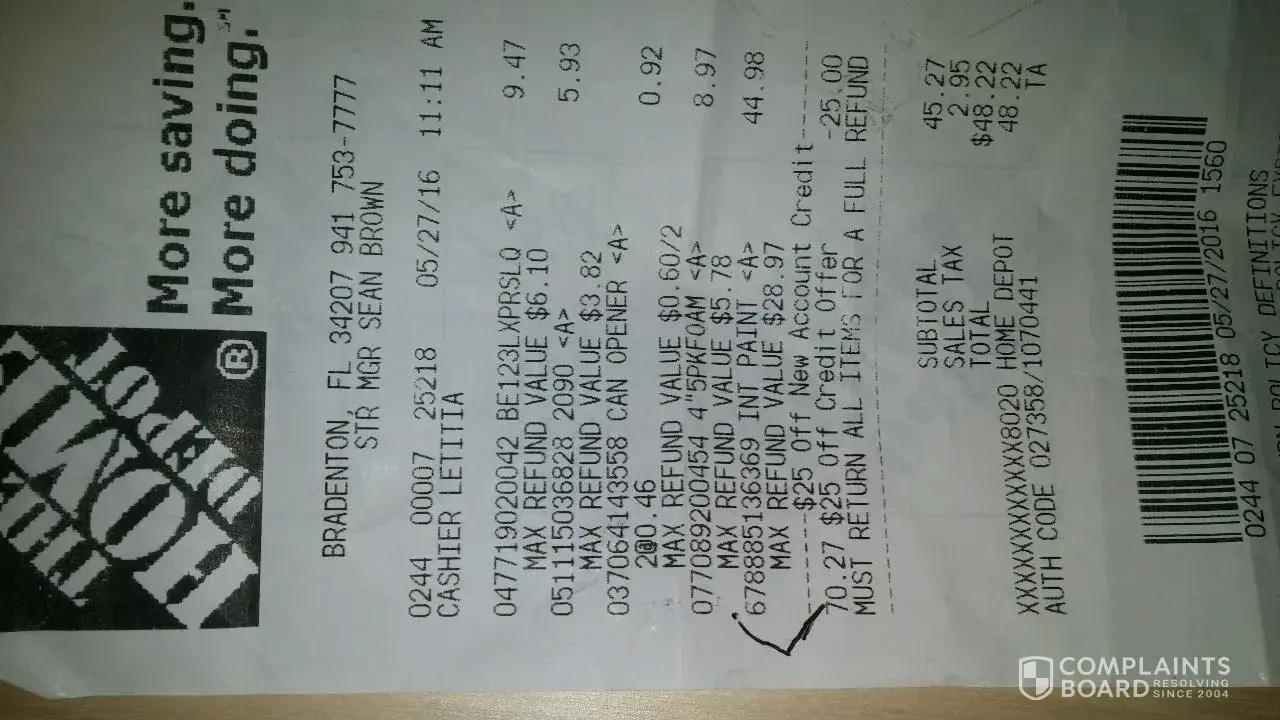 THE
HOME
DEPOT
®
More saving.
More doing.SM
BRADENTON, FL 34207 941 753-7777
STR MGR SEAN BROWN
0244 00007 25218 05/27/16 11:11 AM
CASHIER LETITIA
047719020042 BE123LXPRSLQ <A> 9.47
MAX REFUND VALUE $6.10
051115036828 2090 <A> 5.93
MAX REFUND VALUE $3.82
037064143558 CAN OPENER <A>
2@0.46 0.92
MAX REFUND VALUE $0.60/2
077089200454 4"5PKFOAM <A> 8.97
MAX REFUND VALUE $5.78
678885136369 INT PAINT <A> 44.98
MAX REFUND VALUE $28.97
--------$25 Off New Account Credit--------
70.27 $25 Off Credit Offer -25.00
MUST RETURN ALL ITEMS FOR A FULL REFUND
SUBTOTAL 45.27
SALES TAX 2.95
TOTAL $48.22
XXXXXXXXXXXX8020 HOME DEPOT 48.22
AUTH CODE 027358/1070441 TA
0244 07 25218 05/27/2016 1560
POLICY DEFINITIONS
COMPLAINTS
BOARD RESOLVING
SINCE 2004